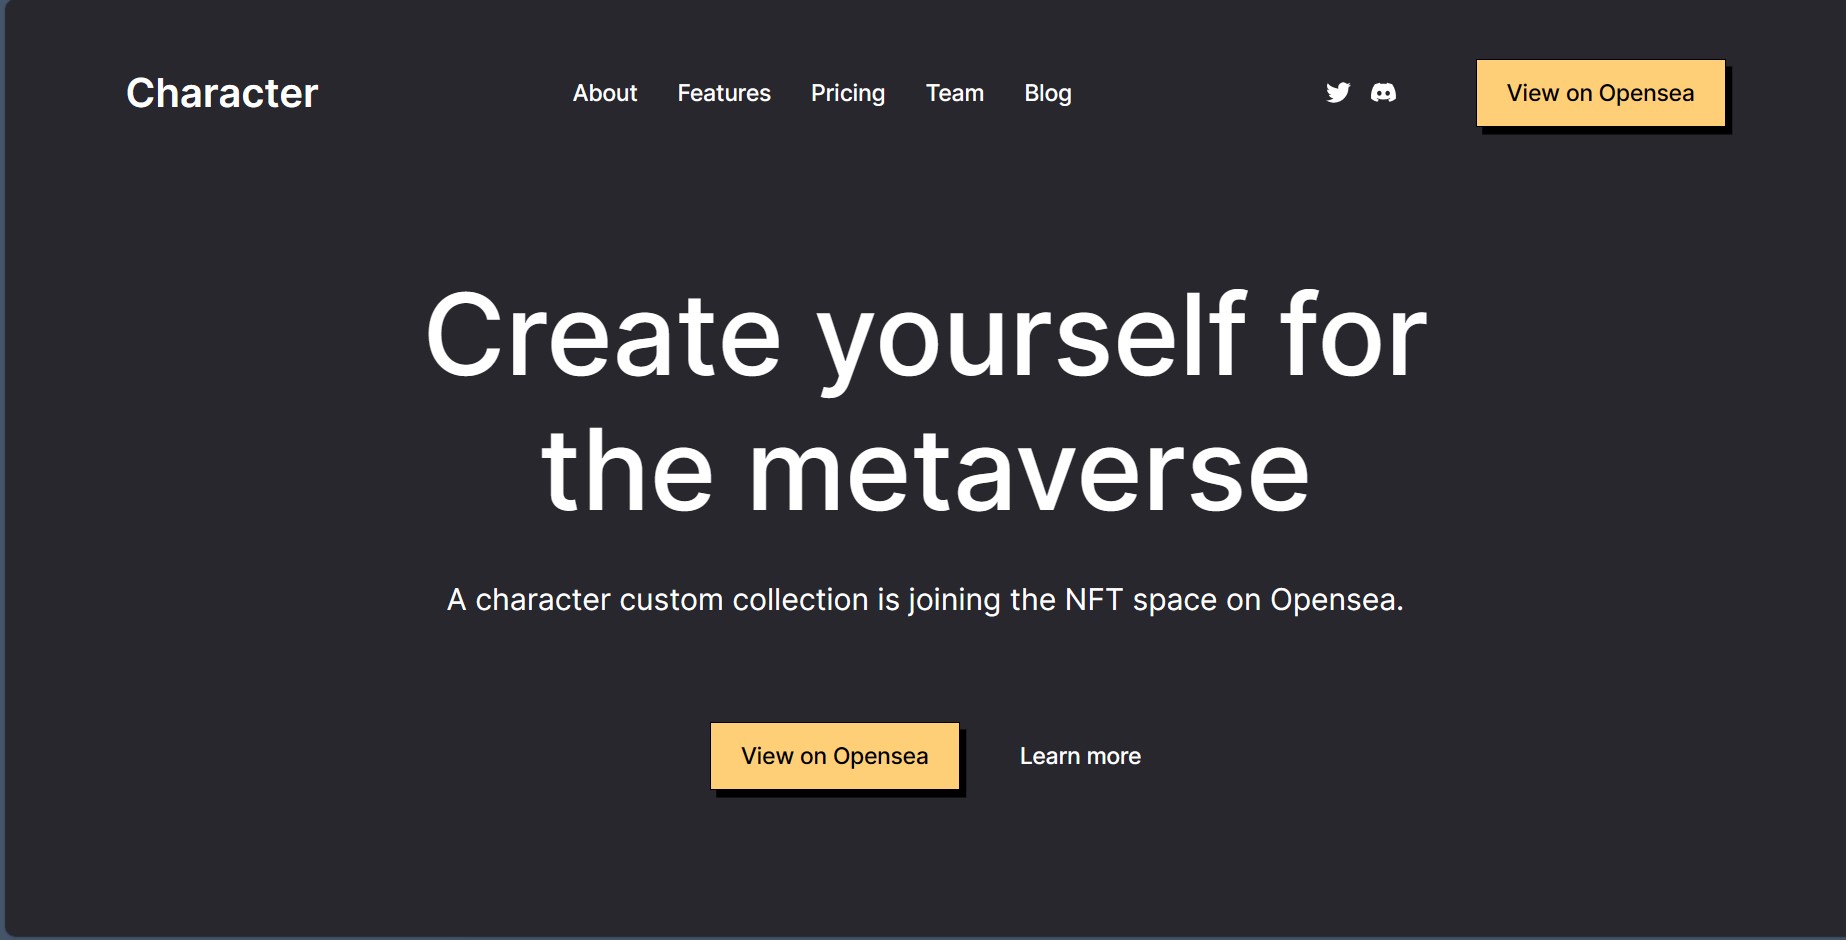 Character
About Features Pricing Team Blog
View on Opensea
Create yourself for
the metaverse
A character custom collection is joining the NFT space on Opensea.
View on Opensea
Learn more